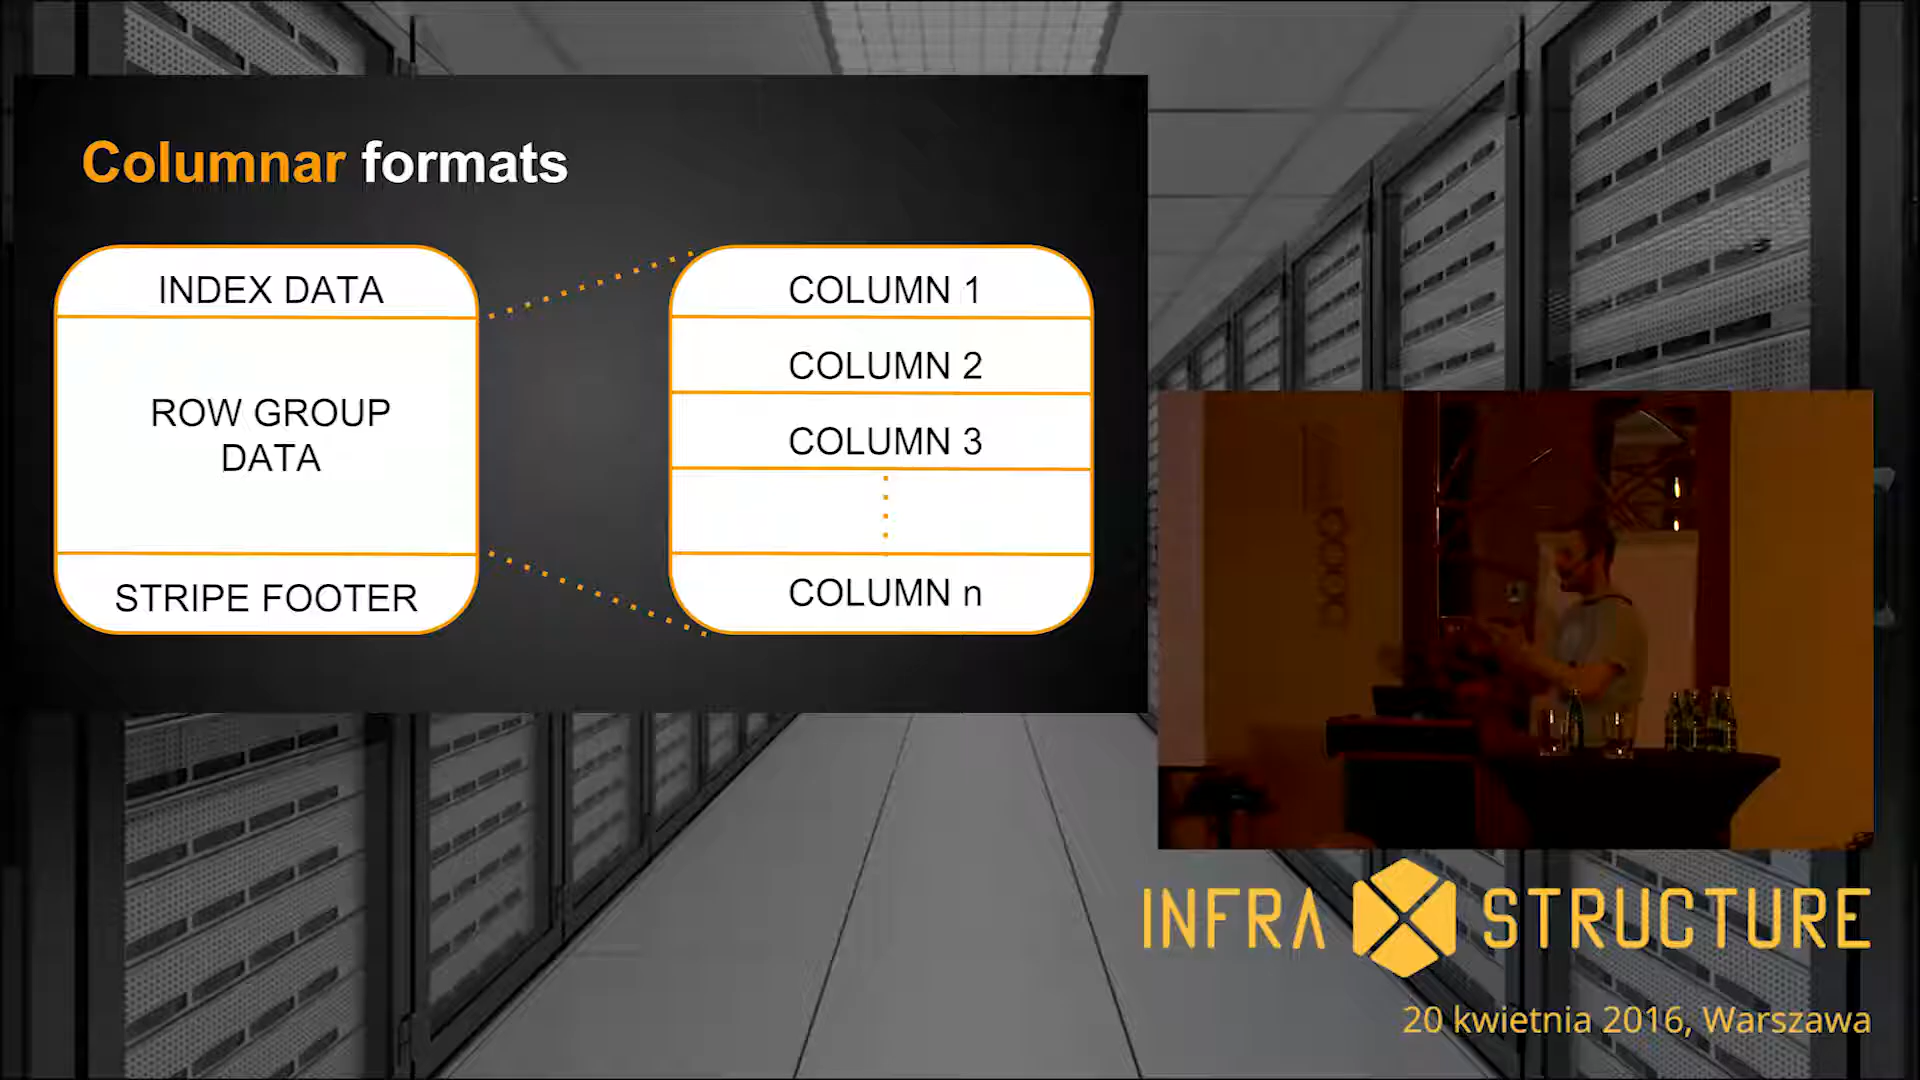 Columnar formats
INDEX DATA
ROW GROUP
DATA
STRIPE FOOTER
COLUMN 1
COLUMN 2
COLUMN 3
COLUMN n
INFRA STRUCTURE
20 kwietnia 2016, Warszawa